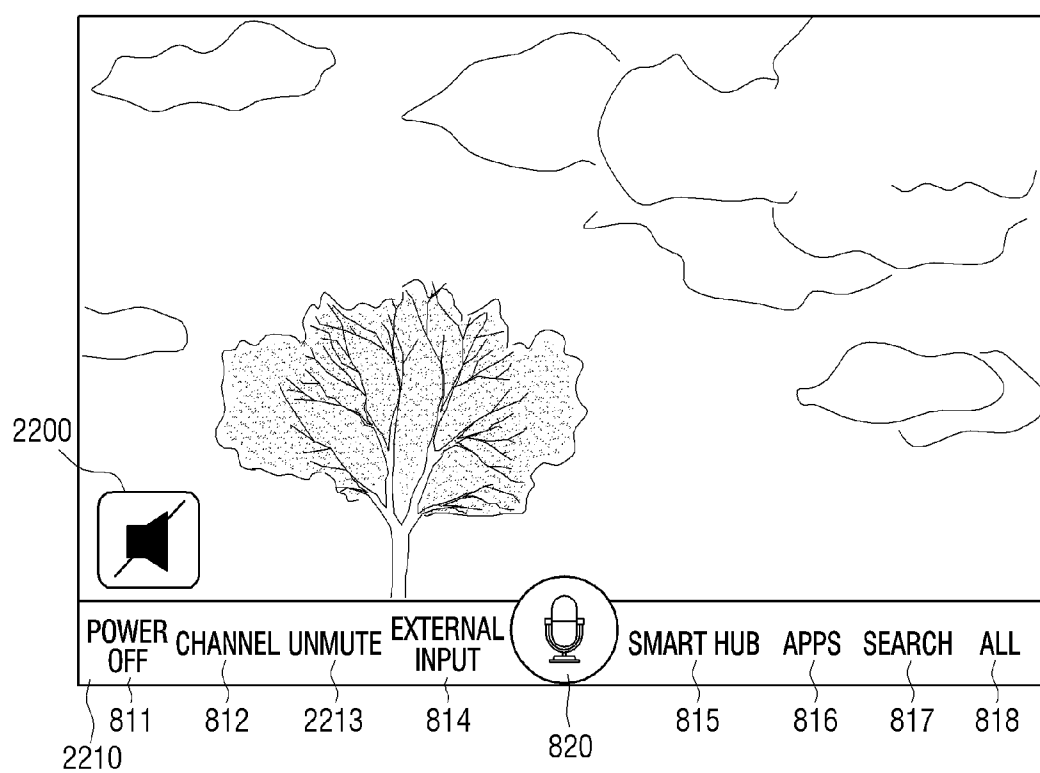 2200
POWER OFF CHANNEL UNMUTE EXTERNAL INPUT SMART HUB APPS SEARCH ALL
811 812 2213 814 820 815 816 817 818
2210